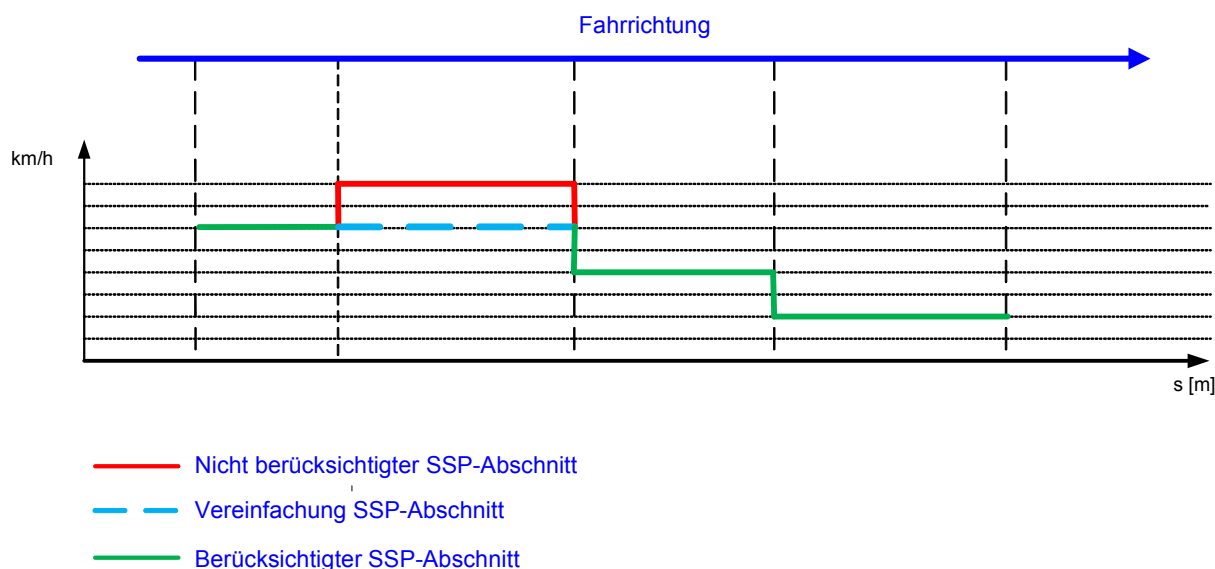 Fahrrichtung
km/h
s [m]
Nicht berücksichtigter SSP-Abschnitt
Vereinfachung SSP-Abschnitt
Berücksichtigter SSP-Abschnitt